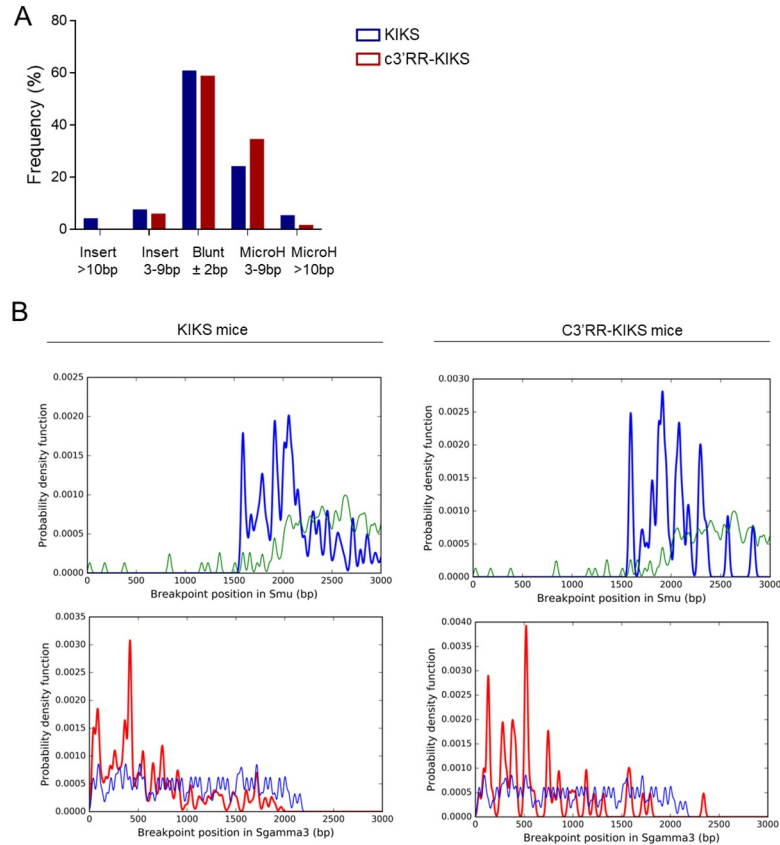 A
80
60
40
20
0
Frequency (%)
KIKS
c3'RR-KIKS
Insert
>10bp
Insert
3-9bp
Blunt
± 2bp
MicroH
3-9bp
MicroH
>10bp
B
KIKS mice
C3'RR-KIKS mice
0.0025
0.0020
0.0015
0.0010
0.0005
0.0000
Probability density function
0 500 1000 1500 2000 2500 3000
Breakpoint position in Smu (bp)
0.0030
0.0025
0.0020
0.0015
0.0010
0.0005
0.0000
Probability density function
0 500 1000 1500 2000 2500 3000
Breakpoint position in Smu (bp)
0.0035
0.0030
0.0025
0.0020
0.0015
0.0010
0.0005
0.0000
Probability density function
0 500 1000 1500 2000 2500 3000
Breakpoint position in Sgamma3 (bp)
0.0040
0.0035
0.0030
0.0025
0.0020
0.0015
0.0010
0.0005
0.0000
Probability density function
0 500 1000 1500 2000 2500 3000
Breakpoint position in Sgamma3 (bp)